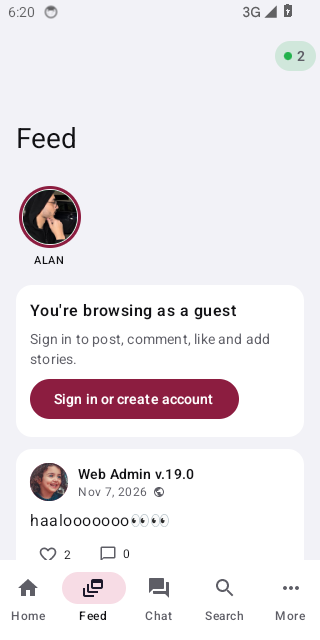 6:20
3G
2
Feed
ALAN
You're browsing as a guest
Sign in to post, comment, like and add
stories.
Sign in or create account
Web Admin v.19.0
Nov 7, 2026
haalooooooo👀👀
2
0
Home
Feed
Chat
Search
More